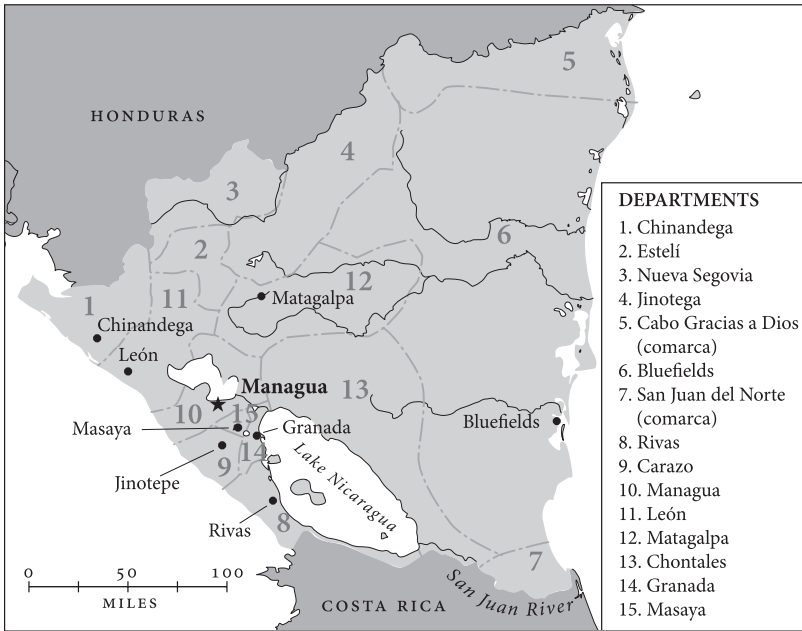 5
HONDURAS
4
3
6
2
12
11
Matagalpa
1
Chinandega
León
Managua
13
10
15
Masaya
Granada
Bluefields
14
9
Jinotepe
Lake Nicaragua
Rivas
8
7
0 50 100
MILES
San Juan River
COSTA RICA
DEPARTMENTS
1. Chinandega
2. Estelí
3. Nueva Segovia
4. Jinotega
5. Cabo Gracias a Dios
(comarca)
6. Bluefields
7. San Juan del Norte
(comarca)
8. Rivas
9. Carazo
10. Managua
11. León
12. Matagalpa
13. Chontales
14. Granada
15. Masaya